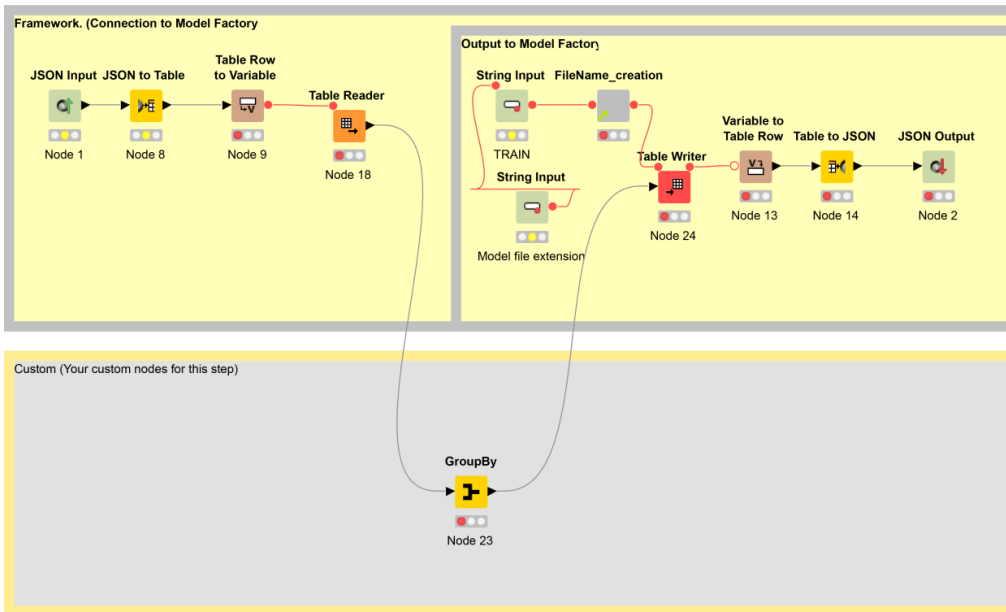 Framework. (Connection to Model Factory
Output to Model Factory
JSON Input
JSON to Table
Table Row
to Variable
Table Reader
Node 1
Node 8
Node 9
Node 18
String Input
FileName_creation
TRAIN
String Input
Model file extension
Table Writer
Node 24
Variable to
Table Row
Table to JSON
JSON Output
Node 13
Node 14
Node 2
Custom (Your custom nodes for this step)
GroupBy
Node 23